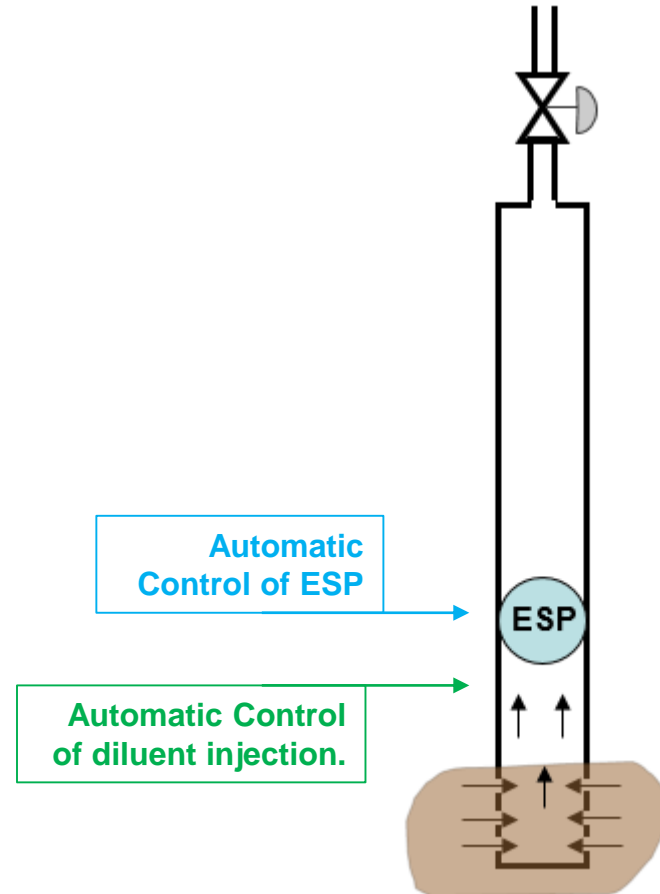 Automatic
Control of ESP
ESP
Automatic Control
of diluent injection.